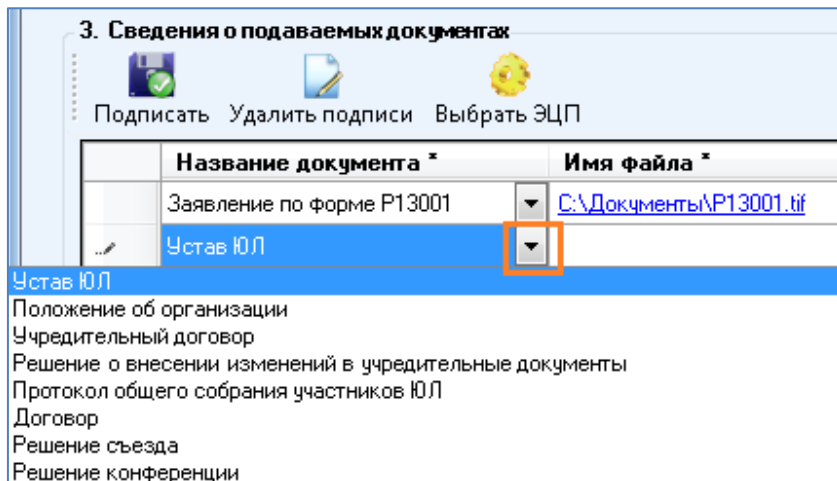 3. Сведения о подаваемых документах
Подписать Удалить подписи Выбрать ЭЦП
Название документа * Имя файла *
Заявление по форме Р13001 C:\Документы\Р13001.tif
Устав ЮЛ
Устав ЮЛ
Положение об организации
Учредительный договор
Решение о внесении изменений в учредительные документы
Протокол общего собрания участников ЮЛ
Договор
Решение съезда
Решение конференции